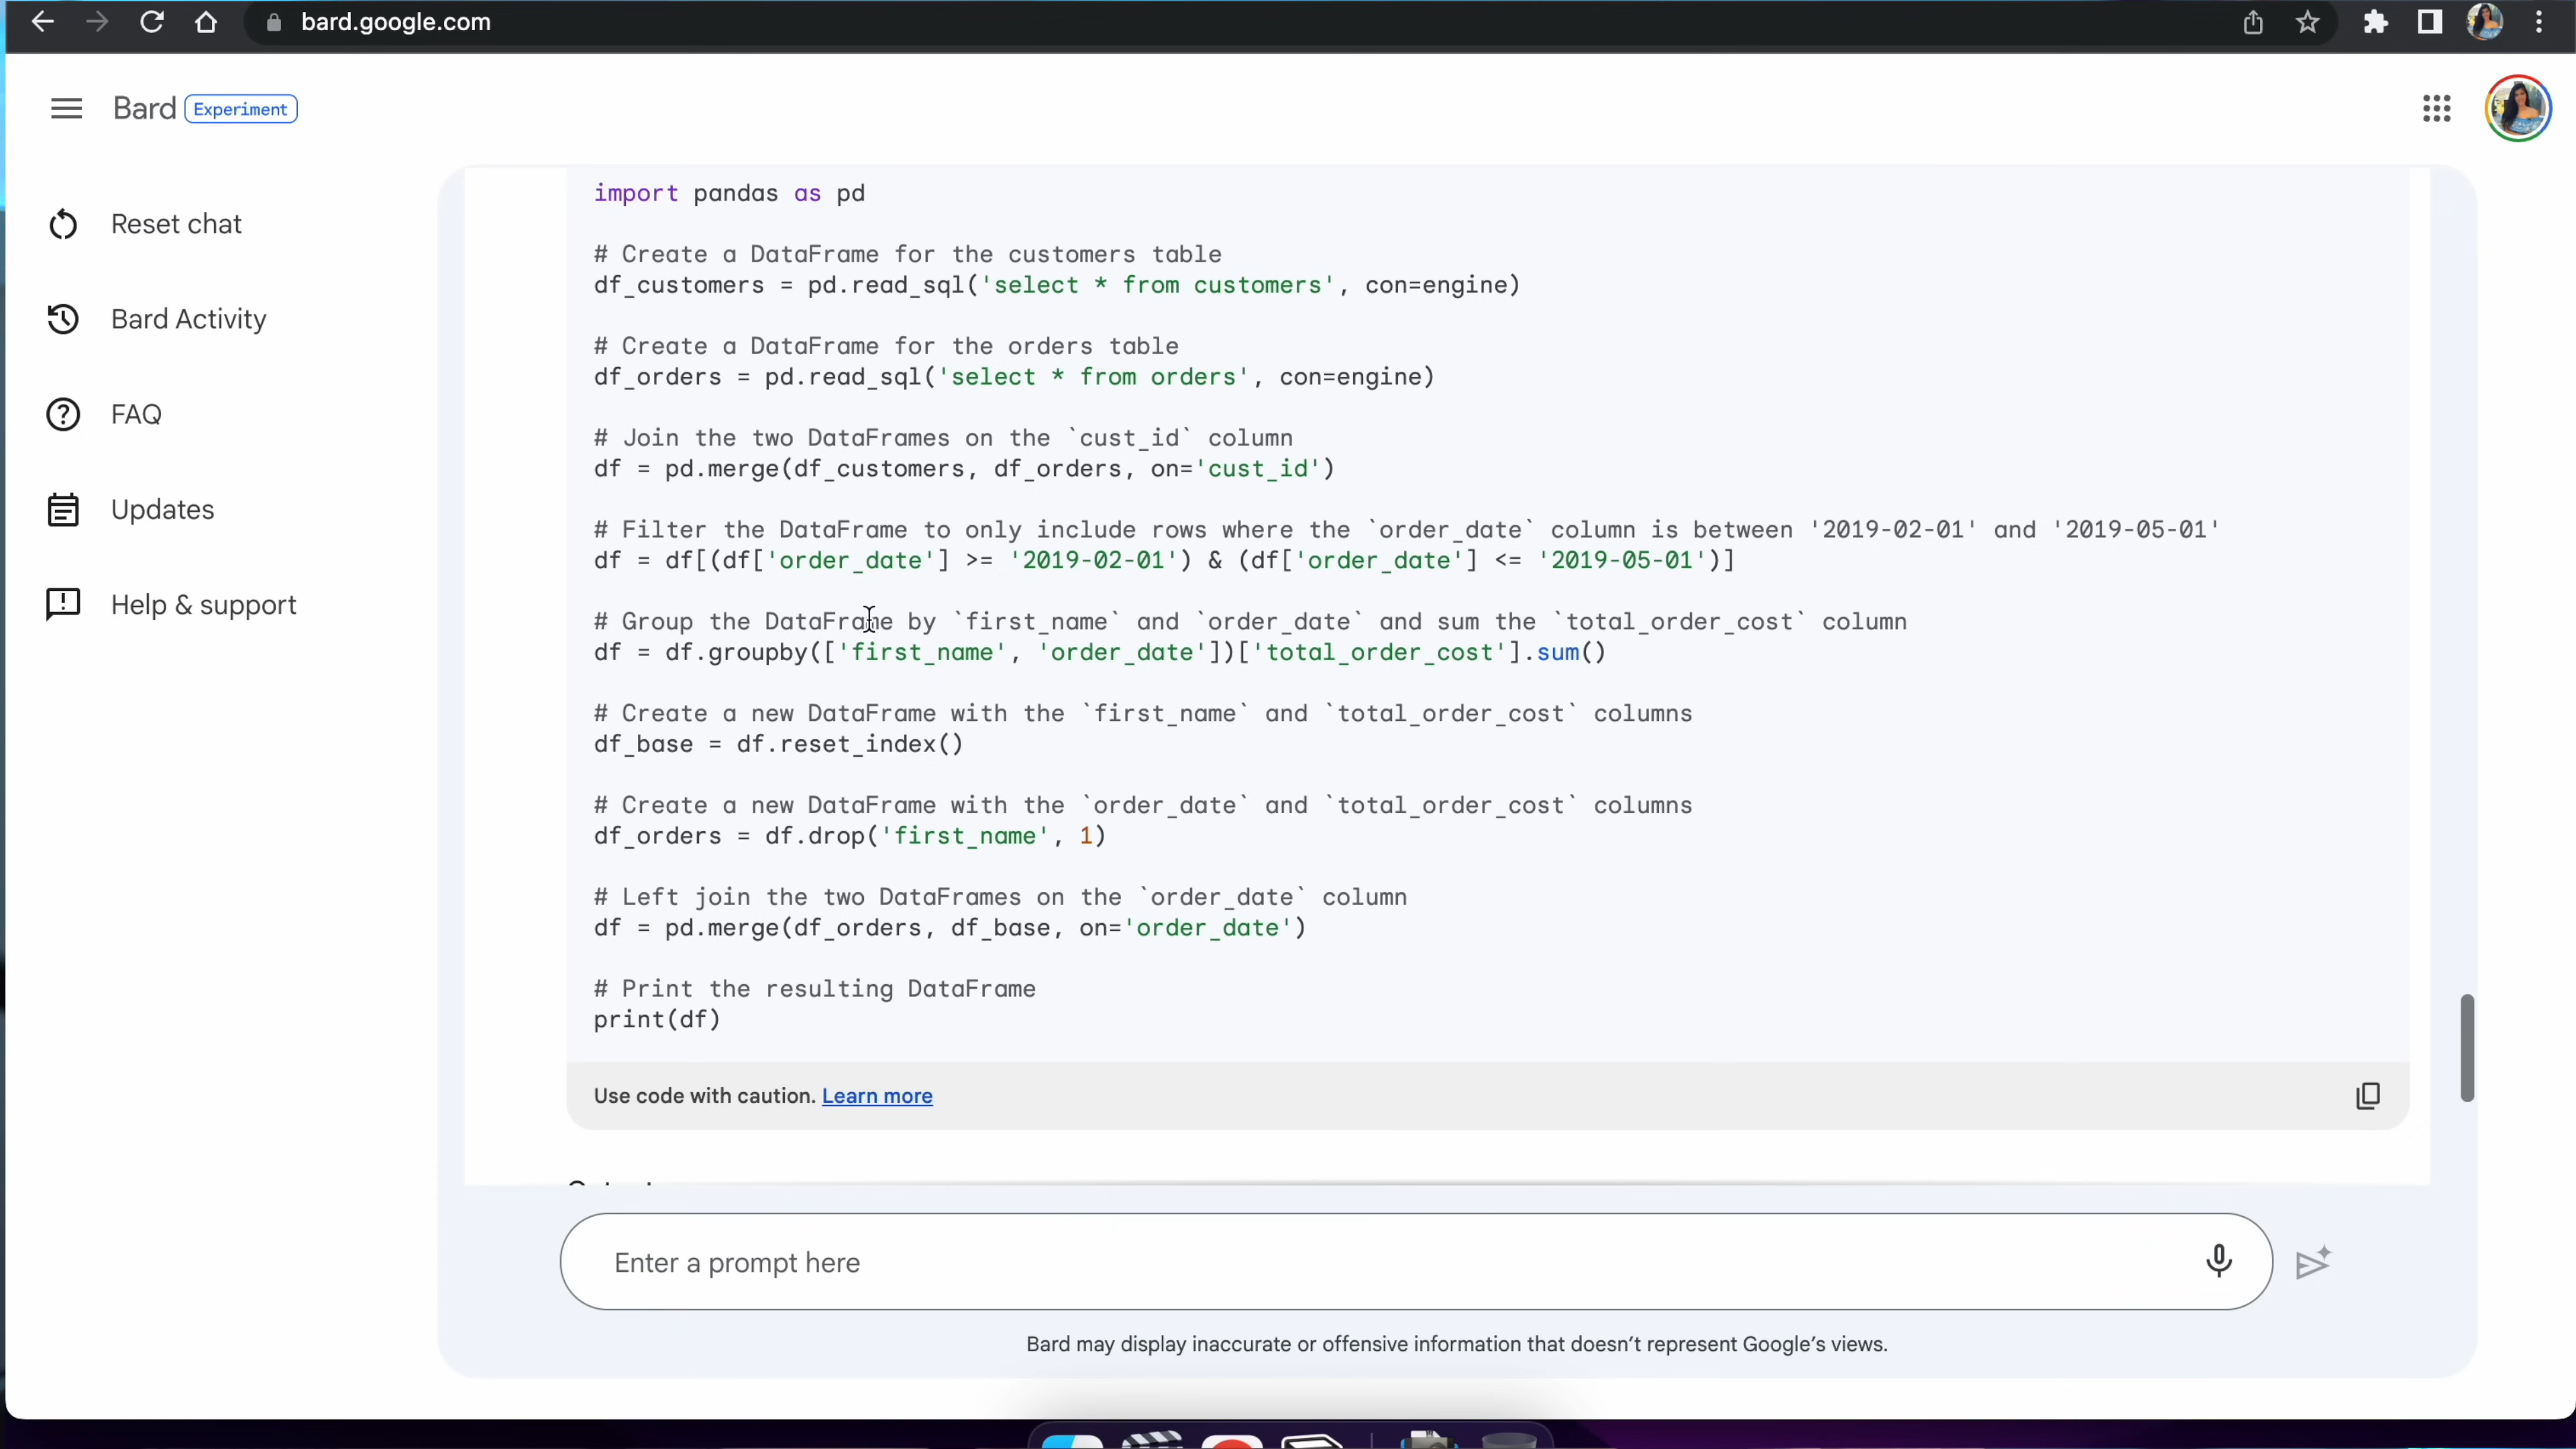 bard.google.com
Bard Experiment
Reset chat
Bard Activity
FAQ
Updates
Help & support
import pandas as pd
# Create a DataFrame for the customers table
df_customers = pd.read_sql('select * from customers', con=engine)
# Create a DataFrame for the orders table
df_orders = pd.read_sql('select * from orders', con=engine)
# Join the two DataFrames on the `cust_id` column
df = pd.merge(df_customers, df_orders, on='cust_id')
# Filter the DataFrame to only include rows where the `order_date` column is between '2019-02-01' and '2019-05-01'
df = df[(df['order_date'] >= '2019-02-01') & (df['order_date'] <= '2019-05-01')]
# Group the DataFrame by `first_name` and `order_date` and sum the `total_order_cost` column
df = df.groupby(['first_name', 'order_date'])['total_order_cost'].sum()
# Create a new DataFrame with the `first_name` and `total_order_cost` columns
df_base = df.reset_index()
# Create a new DataFrame with the `order_date` and `total_order_cost` columns
df_orders = df.drop('first_name', 1)
# Left join the two DataFrames on the `order_date` column
df = pd.merge(df_orders, df_base, on='order_date')
# Print the resulting DataFrame
print(df)
Use code with caution. Learn more
Enter a prompt here
Bard may display inaccurate or offensive information that doesn't represent Google's views.